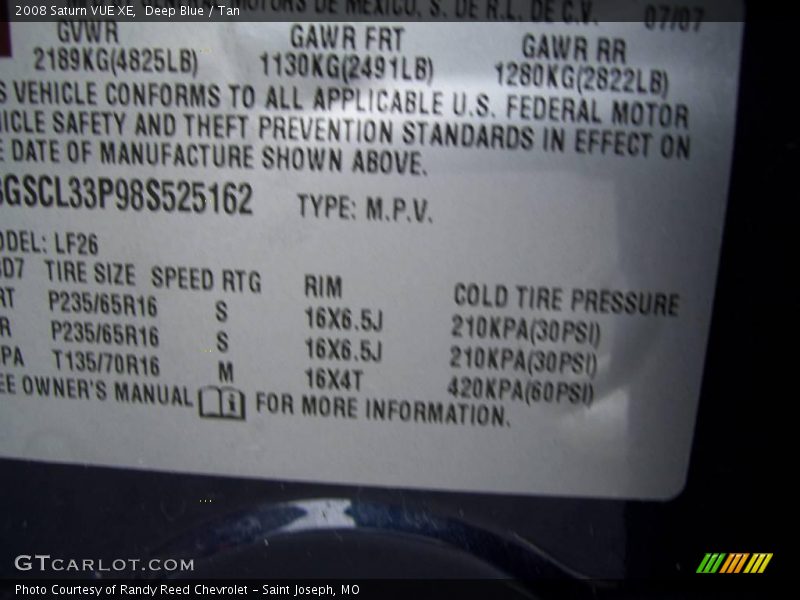 2008 Saturn VUE XE, Deep Blue / Tan
MOTORS DE MEXICO, S. DE R.L. DE C.V. 07/07
GVWR GAWR FRT GAWR RR
2189KG(4825LB) 1130KG(2491LB) 1280KG(2822LB)
S VEHICLE CONFORMS TO ALL APPLICABLE U.S. FEDERAL MOTOR
HICLE SAFETY AND THEFT PREVENTION STANDARDS IN EFFECT ON
E DATE OF MANUFACTURE SHOWN ABOVE.
3GSCL33P98S525162 TYPE: M.P.V.
ODEL: LF26
D7 TIRE SIZE SPEED RTG RIM COLD TIRE PRESSURE
RT P235/65R16 S 16X6.5J 210KPA(30PSI)
R P235/65R16 S 16X6.5J 210KPA(30PSI)
PA T135/70R16 M 16X4T 420KPA(60PSI)
EE OWNER'S MANUAL i FOR MORE INFORMATION.
GTCARLOT.COM
Photo Courtesy of Randy Reed Chevrolet - Saint Joseph, MO